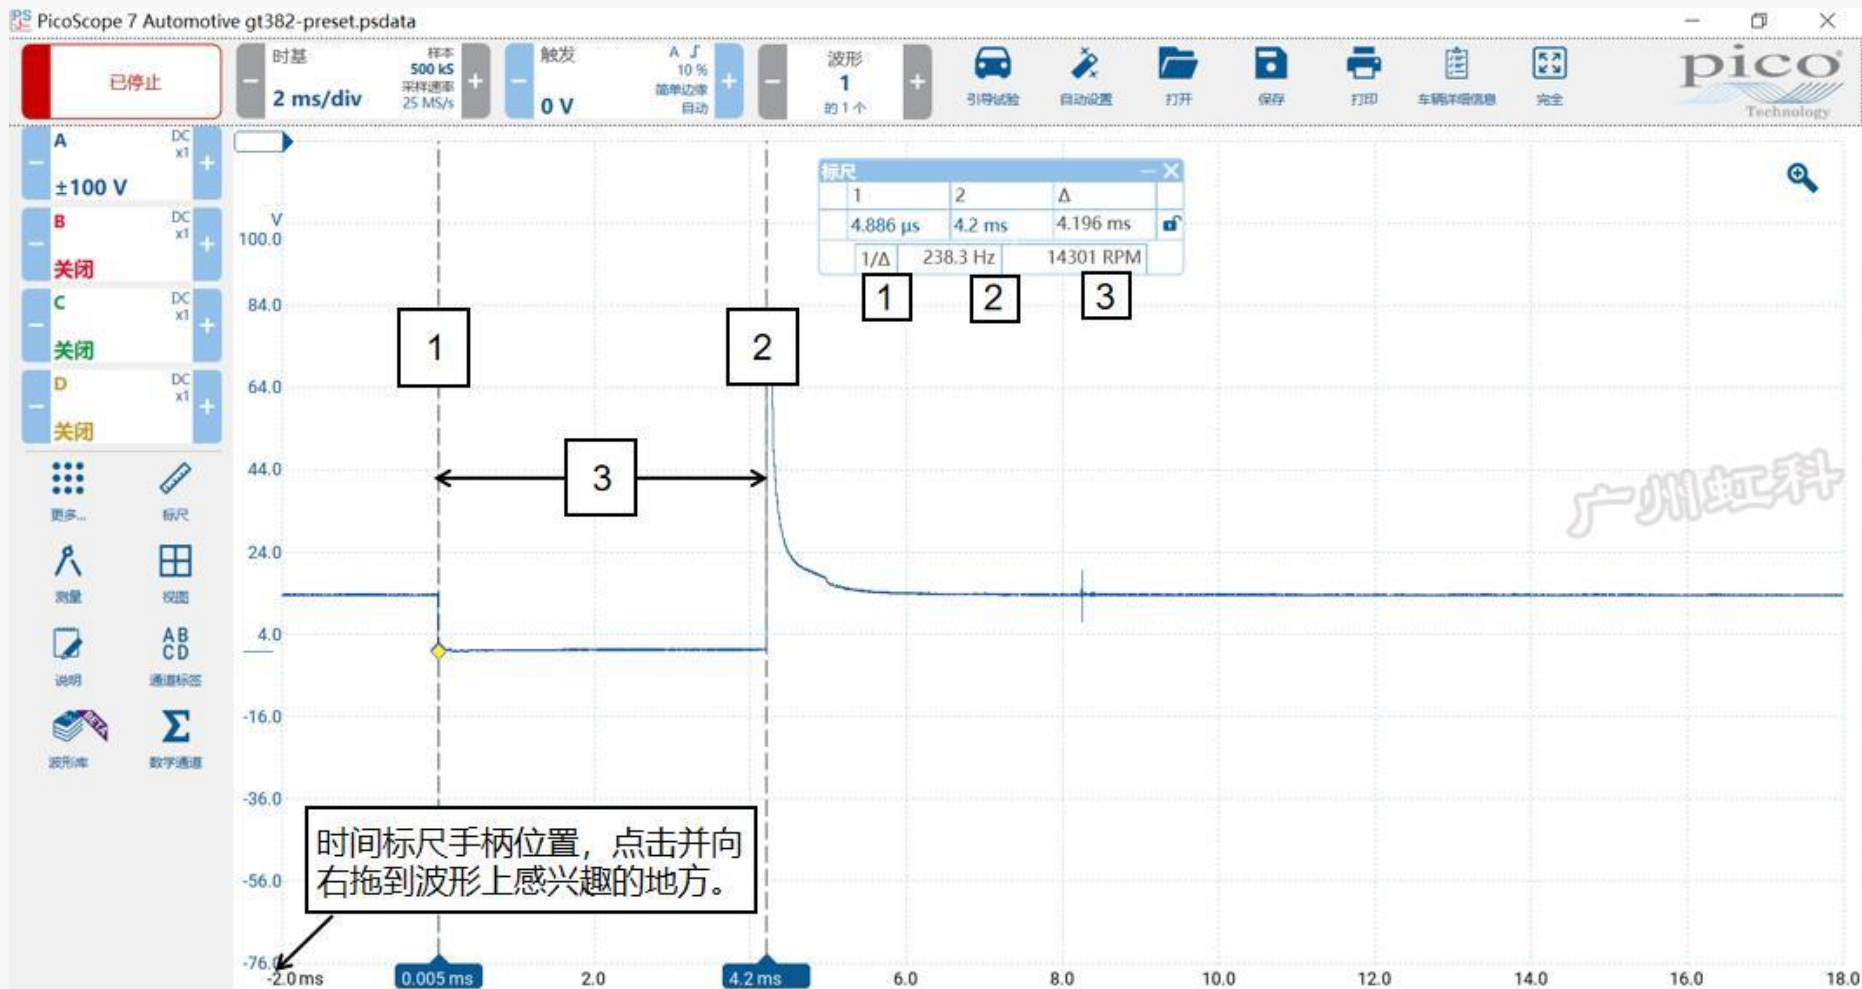 PicoScope 7 Automotive gt382-preset.psdata
已停止
时基
2 ms/div
样本
500 kS
采样速率
25 MS/s
触发
0 V
A
10 %
简单边缘
自动
波形
1
的 1 个
引导试验
自动设置
打开
保存
打印
车辆详细信息
完全
pico
Technology
A
DC
x1
±100 V
B
DC
x1
关闭
C
DC
x1
关闭
D
DC
x1
关闭
更多...
标尺
测量
视图
说明
ABCD
通道标签
BETA
波形库
数学通道
V
100.0
84.0
64.0
44.0
24.0
4.0
-16.0
-36.0
-56.0
-76.0
标尺
1 2 Δ
4.886 µs 4.2 ms 4.196 ms
1/Δ 238.3 Hz 14301 RPM
1 2 3
1
2
3
广州虹科
时间标尺手柄位置，点击并向
右拖到波形上感兴趣的地方。
-2.0 ms 0.005 ms 2.0 4.2 ms 6.0 8.0 10.0 12.0 14.0 16.0 18.0